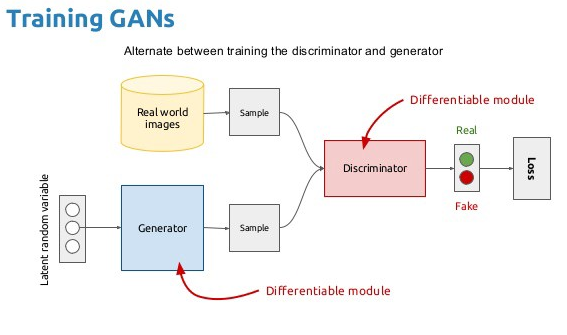 Training GANs
Alternate between training the discriminator and generator
Real world
images
Sample
Differentiable module
Real
Discriminator
Loss
Fake
Latent random variable
Generator
Sample
Differentiable module